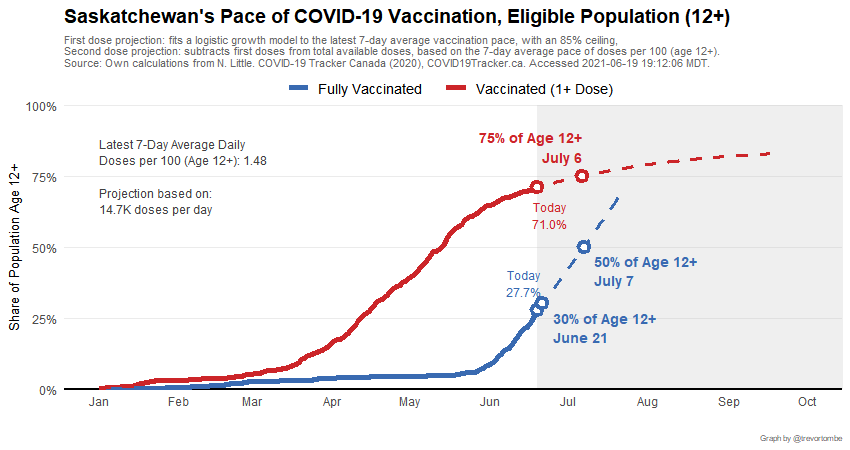 Saskatchewan's Pace of COVID-19 Vaccination, Eligible Population (12+)
First dose projection: fits a logistic growth model to the latest 7-day average vaccination pace, with an 85% ceiling,
Second dose projection: subtracts first doses from total available doses, based on the 7-day average pace of doses per 100 (age 12+).
Source: Own calculations from N. Little. COVID-19 Tracker Canada (2020), COVID19Tracker.ca. Accessed 2021-06-19 19:12:06 MDT.
Fully Vaccinated
Vaccinated (1+ Dose)
Share of Population Age 12+
100%
75%
50%
25%
0%
Latest 7-Day Average Daily
Doses per 100 (Age 12+): 1.48
Projection based on:
14.7K doses per day
75% of Age 12+
July 6
Today
71.0%
50% of Age 12+
July 7
Today
27.7%
30% of Age 12+
June 21
Jan
Feb
Mar
Apr
May
Jun
Jul
Aug
Sep
Oct
Graph by @trevortombe